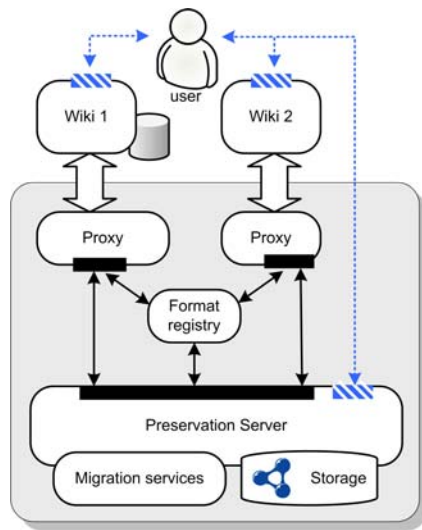 user
Wiki 1
Wiki 2
Proxy
Proxy
Format
registry
Preservation Server
Migration services
Storage